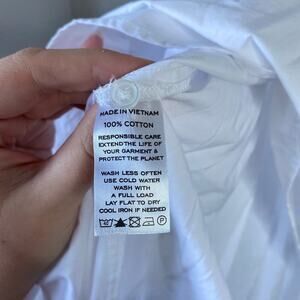 MADE IN VIETNAM
100% COTTON
RESPONSIBLE CARE
EXTEND THE LIFE OF
YOUR GARMENT &
PROTECT THE PLANET
WASH LESS OFTEN
USE COLD WATER
WASH WITH
A FULL LOAD
LAY FLAT TO DRY
COOL IRON IF NEEDED
P